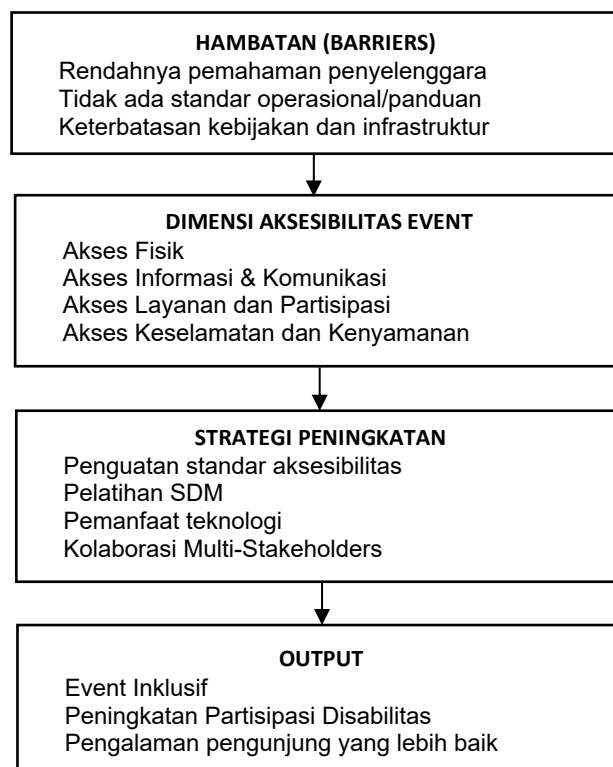 HAMBATAN (BARRIERS)
Rendahnya pemahaman penyelenggara
Tidak ada standar operasional/panduan
Keterbatasan kebijakan dan infrastruktur
DIMENSI AKSESIBILITAS EVENT
Akses Fisik
Akses Informasi & Komunikasi
Akses Layanan dan Partisipasi
Akses Keselamatan dan Kenyamanan
STRATEGI PENINGKATAN
Penguatan standar aksesibilitas
Pelatihan SDM
Pemanfaat teknologi
Kolaborasi Multi-Stakeholders
OUTPUT
Event Inklusif
Peningkatan Partisipasi Disabilitas
Pengalaman pengunjung yang lebih baik